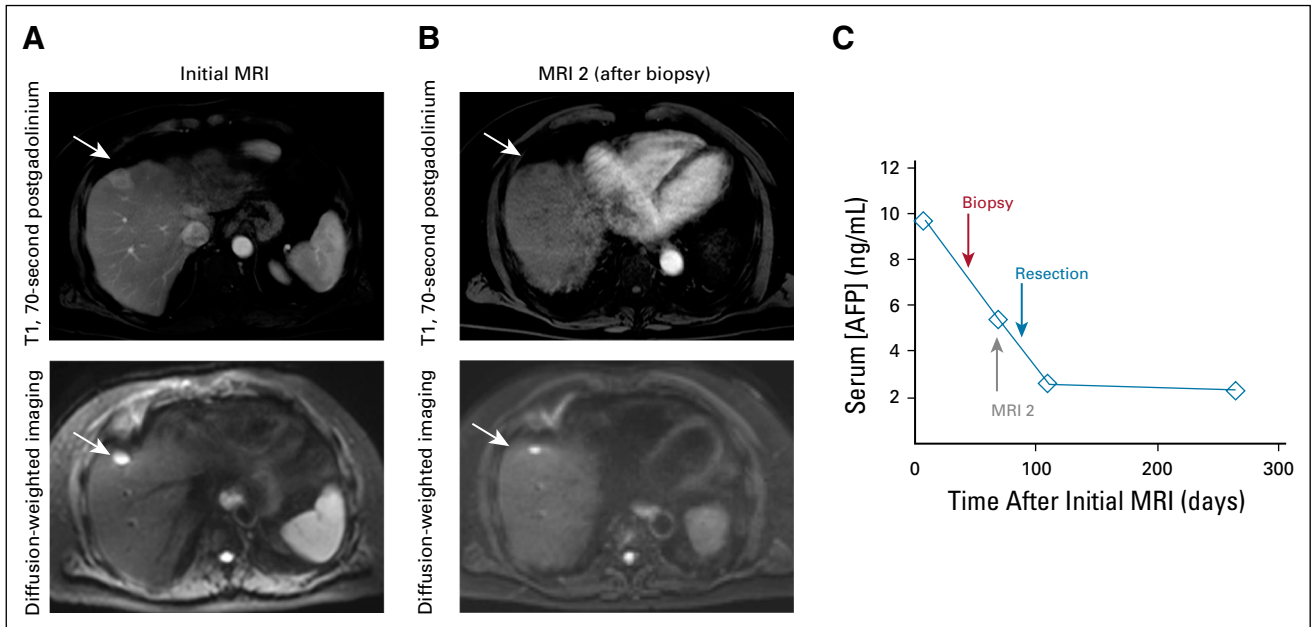 A
B
C
Initial MRI
MRI 2 (after biopsy)
T1, 70-second postgadolinium
T1, 70-second postgadolinium
Diffusion-weighted imaging
Diffusion-weighted imaging
Serum [AFP] (ng/mL)
12
10
8
6
4
2
Biopsy
Resection
MRI 2
0
100
200
300
Time After Initial MRI (days)